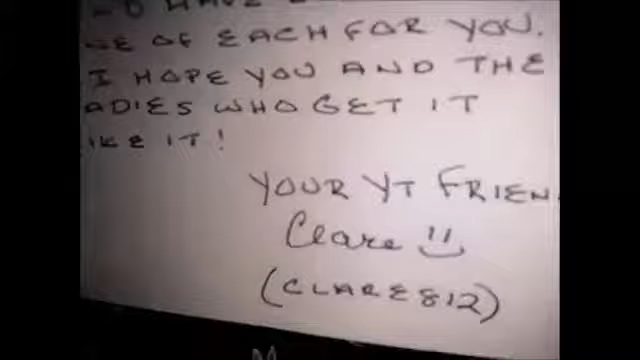 HAVE
OF EACH FOR YOU.
I HOPE YOU AND THE
ADIES WHO GET IT
IKE IT!
YOUR YT FRIEN
Clare
(CLARE812)